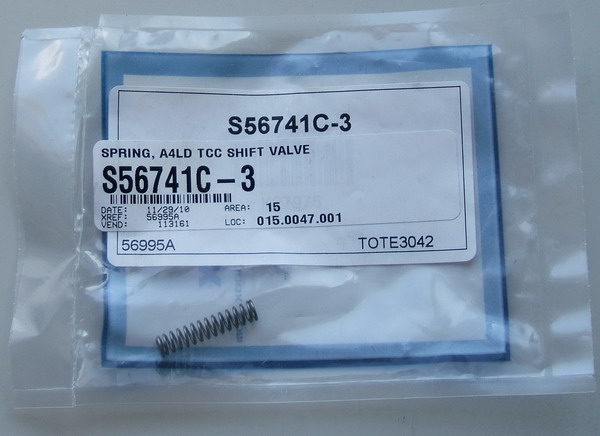 S56741C-3
SPRING, A4LD TCC SHIFT VALVE
S56741C-3
DATE: 11/29/10 AREA: 15
XREF: 56995A
VEND: 113161 LOC: 015.0047.001
56995A TOTE3042